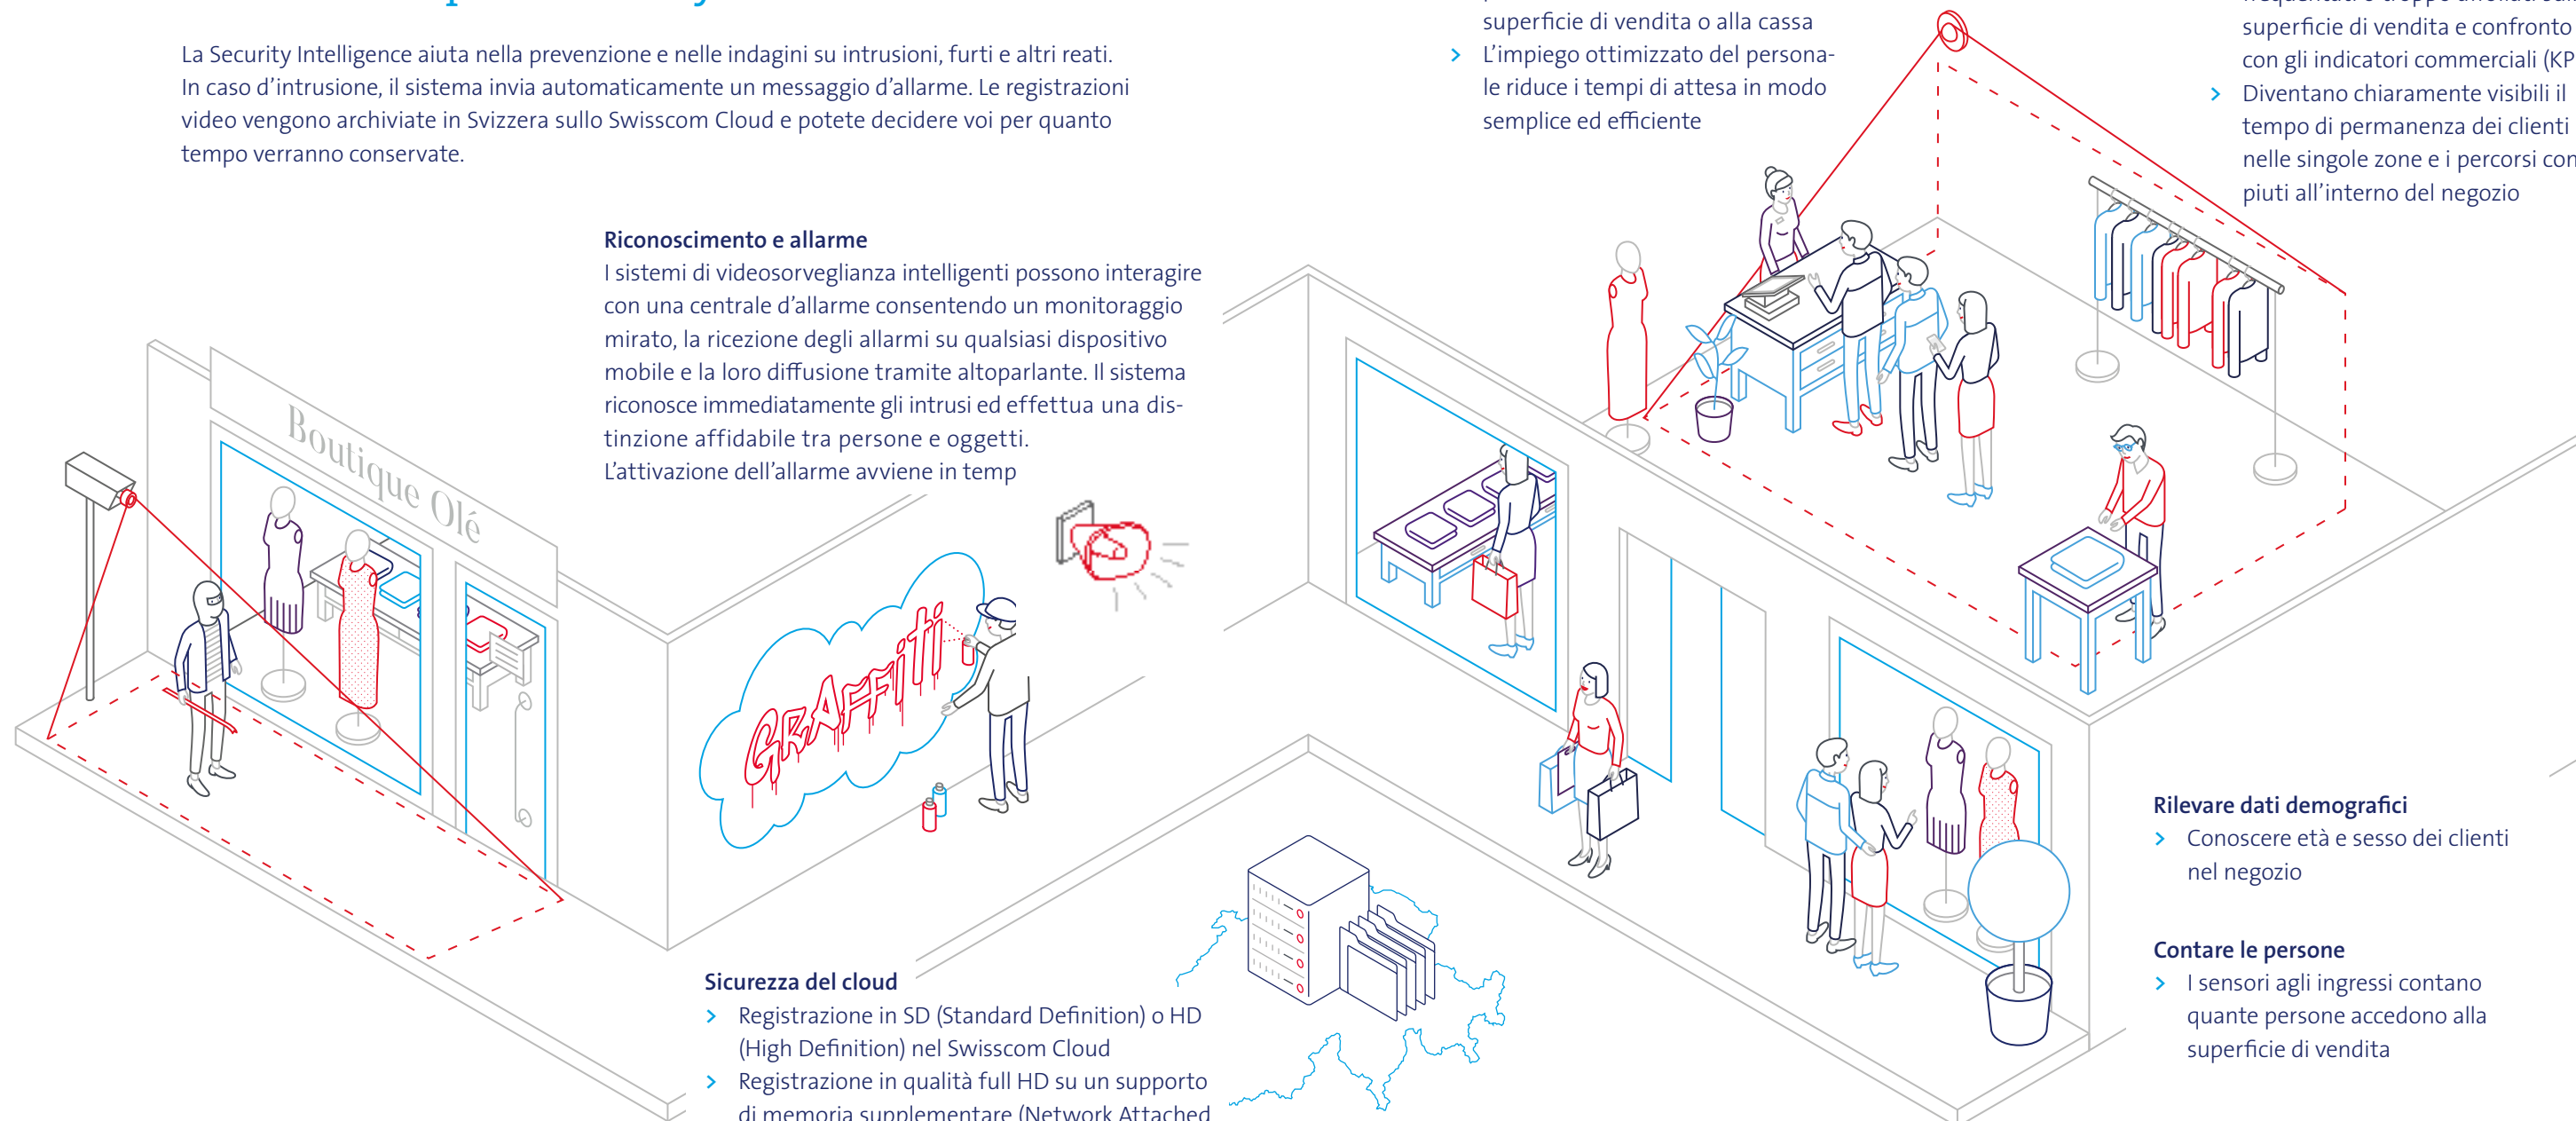 La Security Intelligence aiuta nella prevenzione e nelle indagini su intrusioni, furti e altri reati.
In caso d'intrusione, il sistema invia automaticamente un messaggio d'allarme. Le registrazioni
video vengono archiviate in Svizzera sullo Swisscom Cloud e potete decidere voi per quanto
tempo verranno conservate.
Riconoscimento e allarme
I sistemi di videosorveglianza intelligenti possono interagire
con una centrale d'allarme consentendo un monitoraggio
mirato, la ricezione degli allarmi su qualsiasi dispositivo
mobile e la loro diffusione tramite altoparlante. Il sistema
riconosce immediatamente gli intrusi ed effettua una dis-
tinzione affidabile tra persone e oggetti.
L'attivazione dell'allarme avviene in temp
Boutique Olé
GRAFFiti
Sicurezza del cloud
> Registrazione in SD (Standard Definition) o HD
(High Definition) nel Swisscom Cloud
> Registrazione in qualità full HD su un supporto
di memoria supplementare (Network Attached
superficie di vendita o alla cassa
> L'impiego ottimizzato del persona-
le riduce i tempi di attesa in modo
semplice ed efficiente
superficie di vendita e confronto
con gli indicatori commerciali (KP
> Diventano chiaramente visibili il
tempo di permanenza dei clienti
nelle singole zone e i percorsi com
piuti all'interno del negozio
Rilevare dati demografici
> Conoscere età e sesso dei clienti
nel negozio
Contare le persone
> I sensori agli ingressi contano
quante persone accedono alla
superficie di vendita